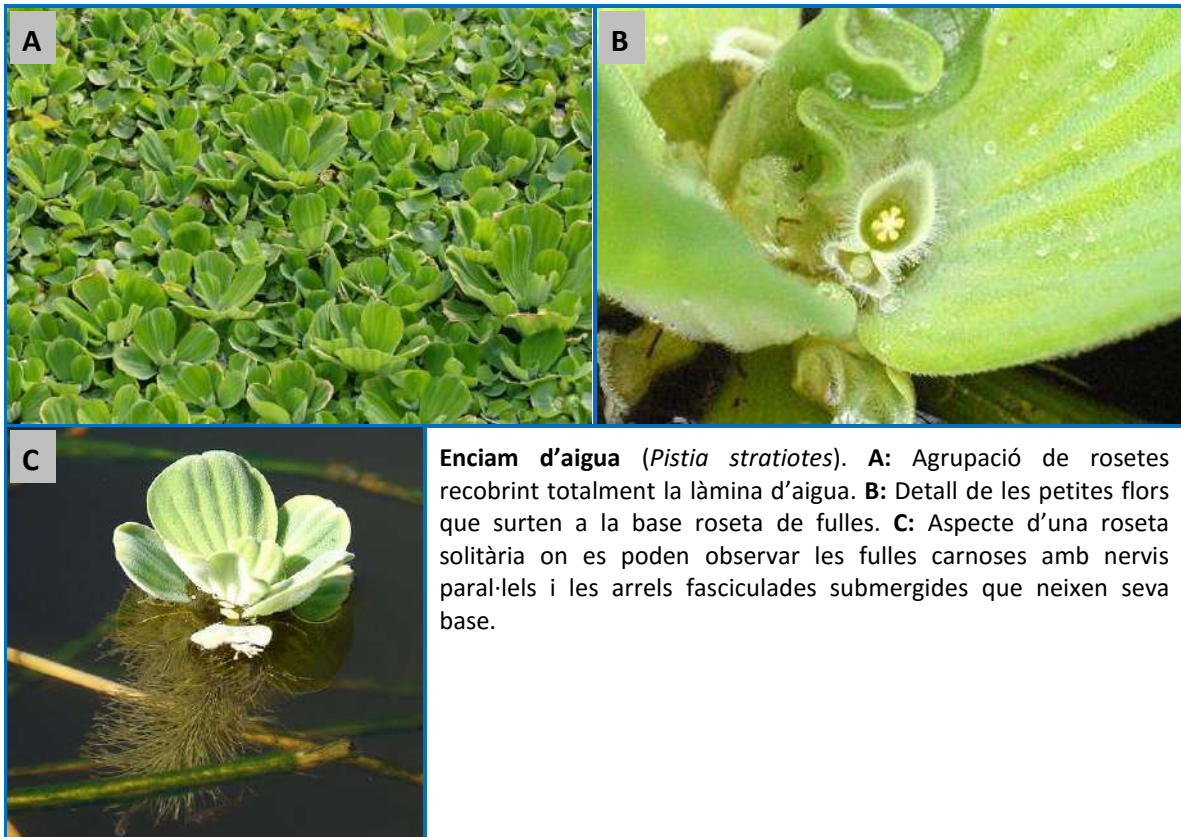 A
B
C
Enciam d'aigua (Pistia stratiotes). A: Agrupació de rosetes
recobrint totalment la làmina d'aigua. B: Detall de les petites flors
que surten a la base roseta de fulles. C: Aspecte d'una roseta
solitària on es poden observar les fulles carnoses amb nervis
paral·lels i les arrels fasciculades submergides que neixen seva
base.